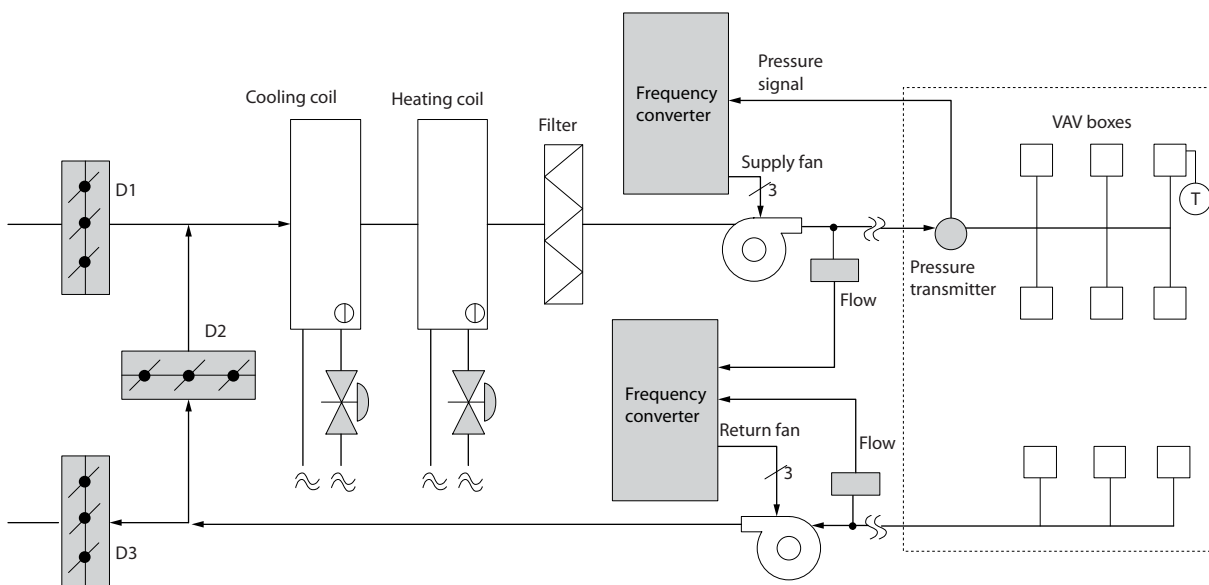 Cooling coil
Heating coil
Filter
Frequency
converter
Pressure
signal
VAV boxes
Supply fan
3
D1
T
Pressure
transmitter
Flow
D2
Frequency
converter
Return fan
Flow
3
D3